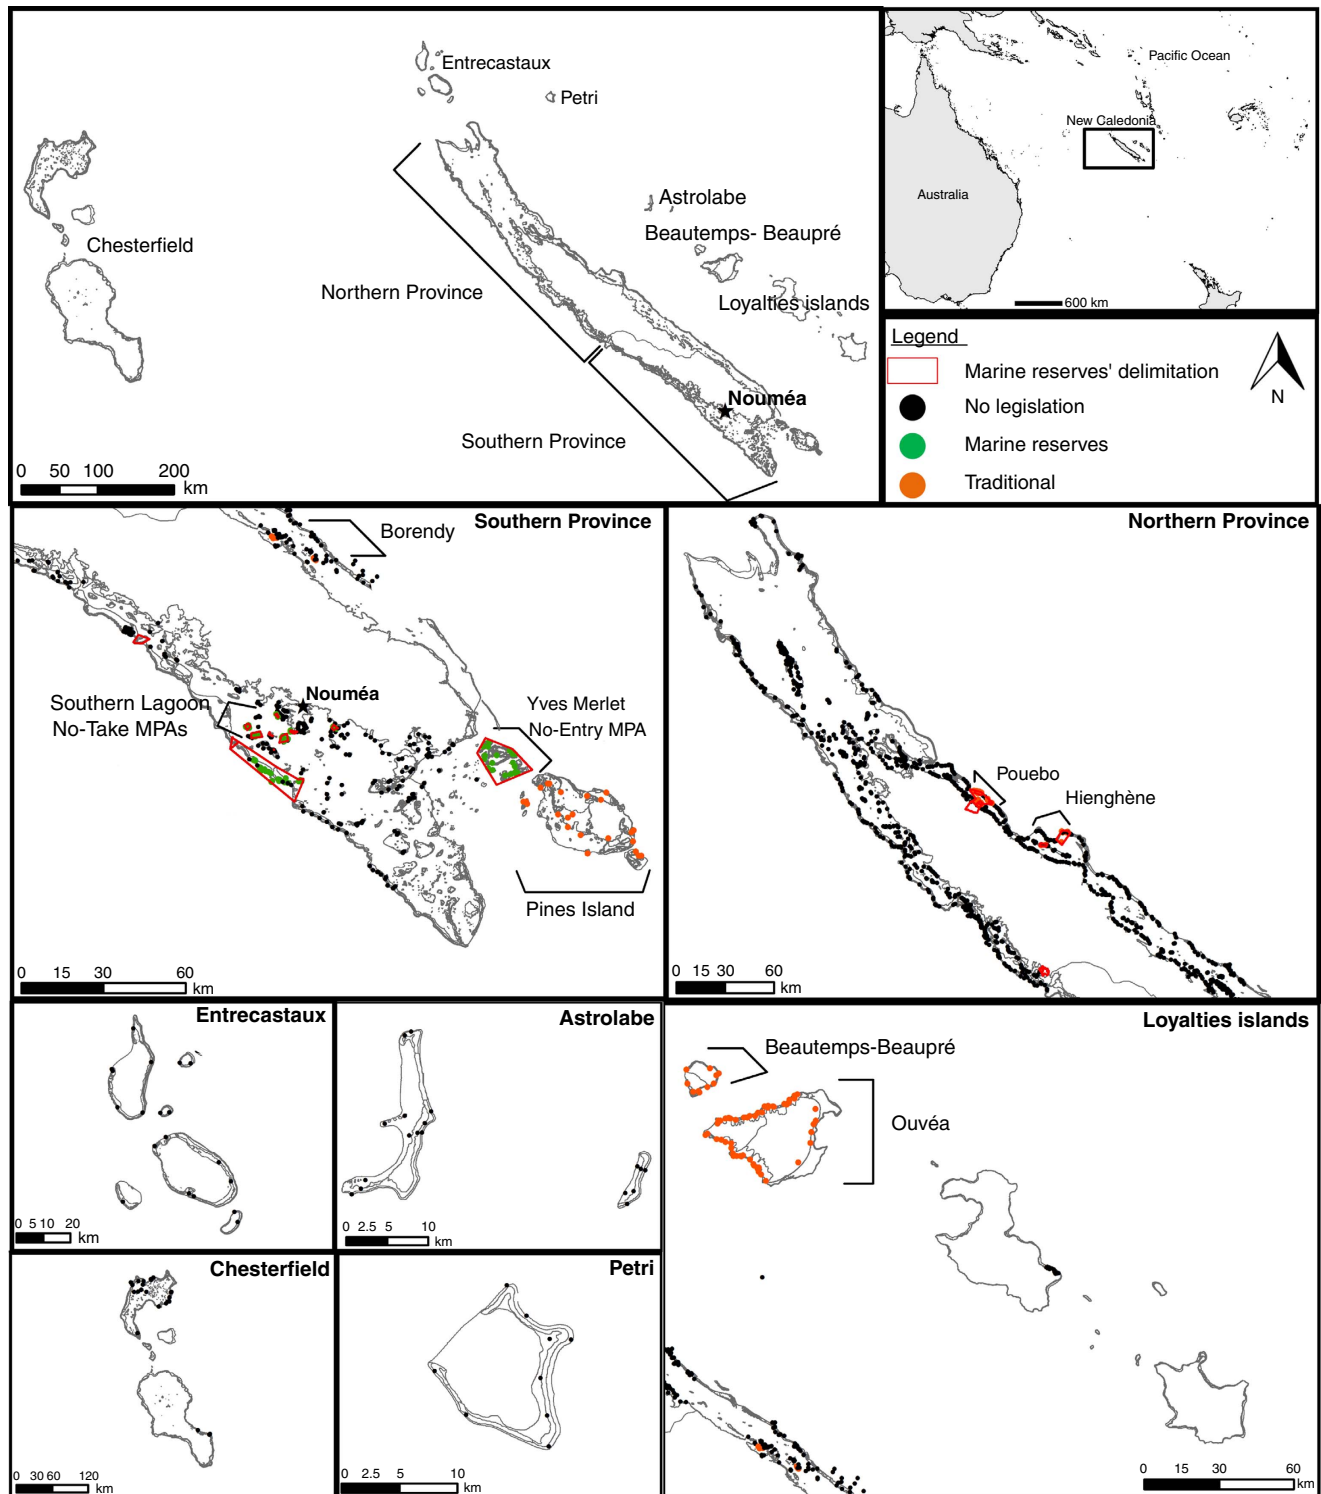 Entrecastaux
Petri
Astrolabe
Beautemps- Beaupré
Chesterfield
Northern Province
Loyalties islands
Nouméa
Southern Province
0 50 100 200
km
Pacific Ocean
New Caledonia
Australia
600 km
Legend
Marine reserves' delimitation
No legislation
Marine reserves
Traditional
N
Southern Province
Borendy
Nouméa
Southern Lagoon
No-Take MPAs
Yves Merlet
No-Entry MPA
Pines Island
0 15 30 60
km
Northern Province
Pouebo
Hienghène
0 15 30 60
km
Entrecastaux
0 5 10 20
km
Astrolabe
0 2.5 5 10
km
Loyalties islands
Beautemps-Beaupré
Ouvéa
0 15 30 60
km
Chesterfield
0 30 60 120
km
Petri
0 2.5 5 10
km